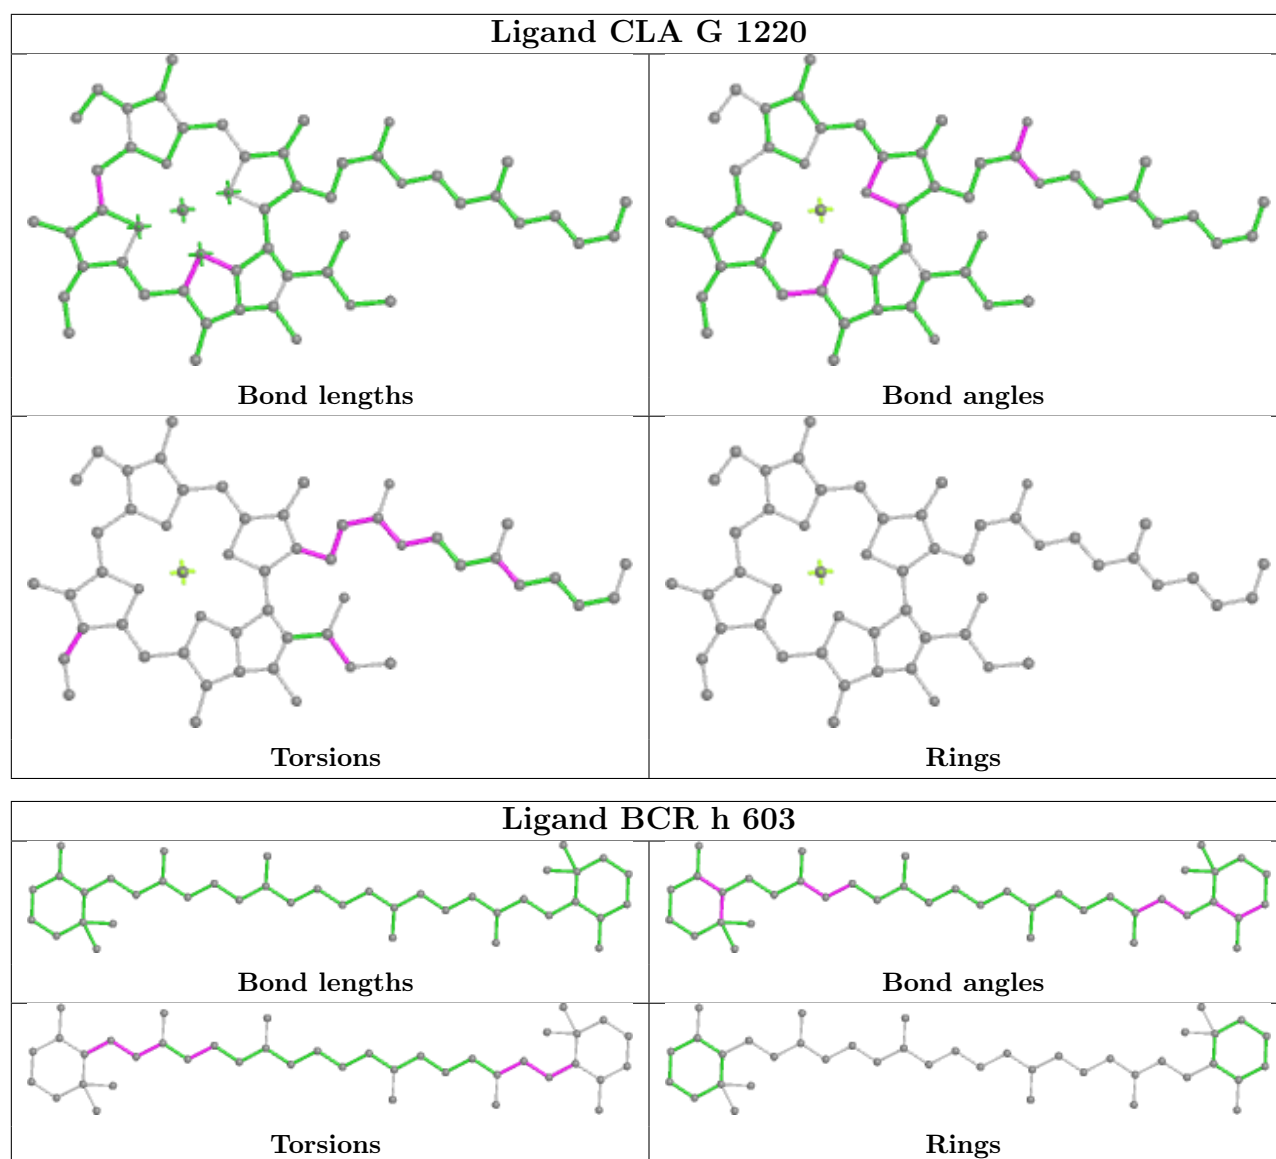 Ligand CLA G 1220
Bond lengths
Bond angles
Torsions
Rings
Ligand BCR h 603
Bond lengths
Bond angles
Torsions
Rings